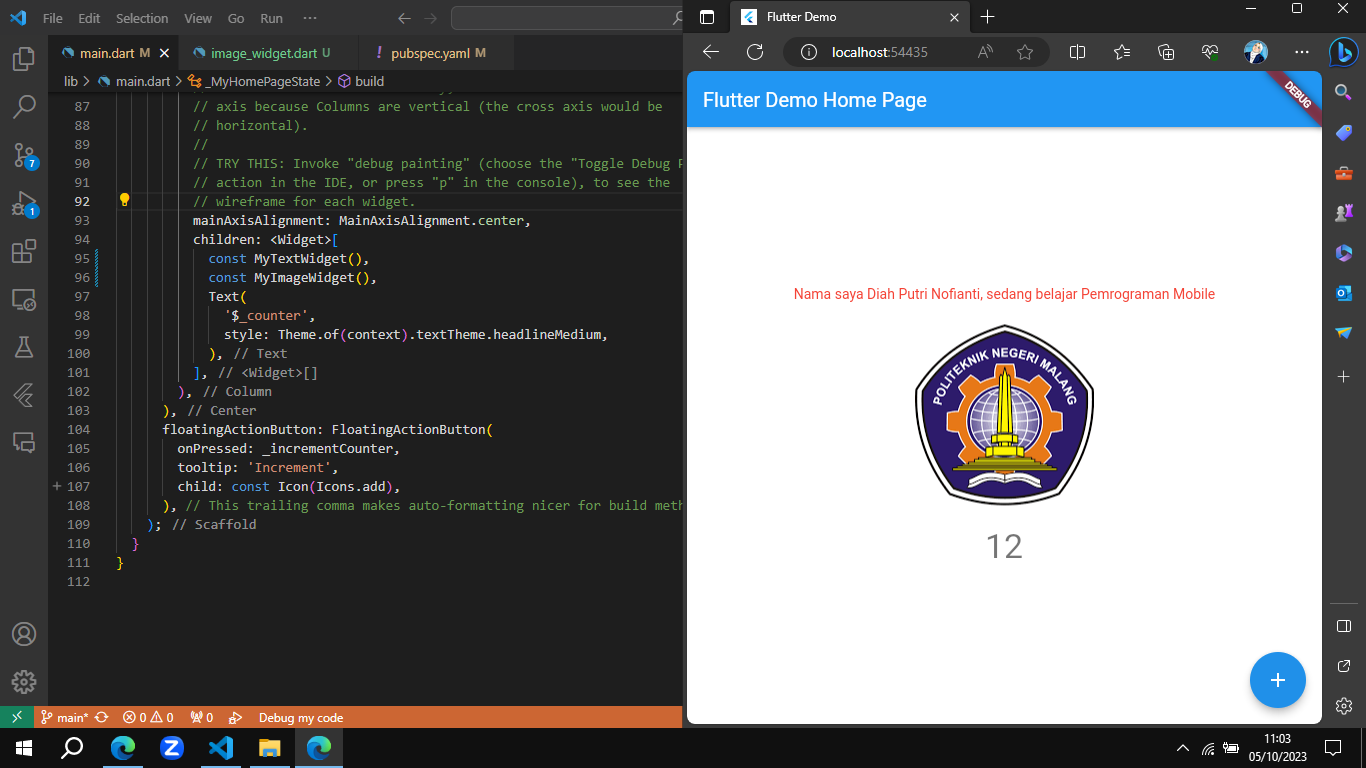 File Edit Selection View Go Run ···
main.dart M
image_widget.dart U
pubspec.yaml M
lib > main.dart > _MyHomePageState > build
87 // axis because Columns are vertical (the cross axis would be
88 // horizontal).
89 //
90 // TRY THIS: Invoke "debug painting" (choose the "Toggle Debug P
91 // action in the IDE, or press "p" in the console), to see the
92 // wireframe for each widget.
93 mainAxisAlignment: MainAxisAlignment.center,
94 children: <Widget>[
95 const MyTextWidget(),
96 const MyImageWidget(),
97 Text(
98 '$_counter',
99 style: Theme.of(context).textTheme.headlineMedium,
100 ), // Text
101 ], // <Widget>[]
102 ), // Column
103 ), // Center
104 floatingActionButton: FloatingActionButton(
105 onPressed: _incrementCounter,
106 tooltip: 'Increment',
107 child: const Icon(Icons.add),
108 ), // This trailing comma makes auto-formatting nicer for build meth
109 ); // Scaffold
110 }
111 }
112
7
1
main* 0 0 0 Debug my code
Flutter Demo
localhost:54435
Flutter Demo Home Page
DEBUG
Nama saya Diah Putri Nofianti, sedang belajar Pemrograman Mobile
POLITEKNIK NEGERI MALANG
12
11:03
05/10/2023